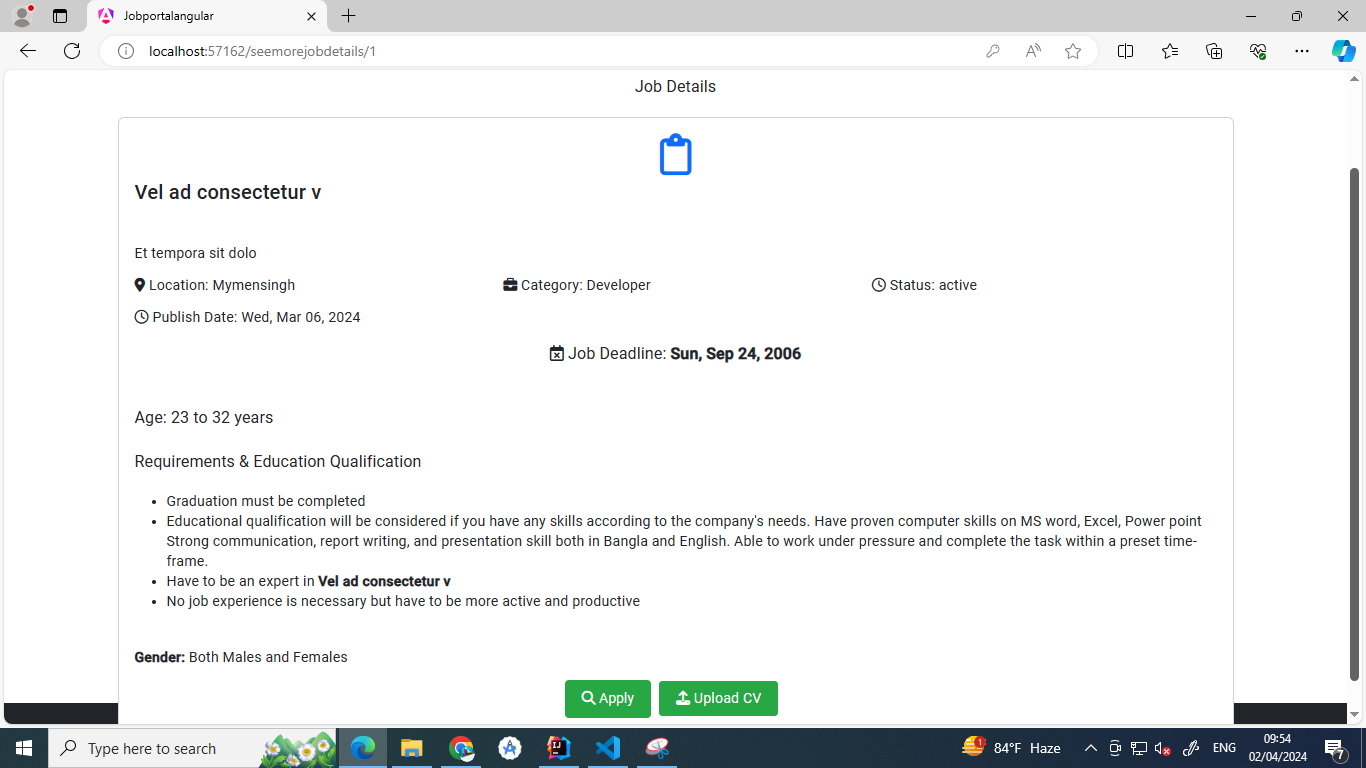 Jobportalangular
localhost:57162/seemorejobdetails/1
Job Details
Vel ad consectetur v
Et tempora sit dolo
Location: Mymensingh Category: Developer Status: active
Publish Date: Wed, Mar 06, 2024
Job Deadline: Sun, Sep 24, 2006
Age: 23 to 32 years
Requirements & Education Qualification
• Graduation must be completed
• Educational qualification will be considered if you have any skills according to the company's needs. Have proven computer skills on MS word, Excel, Power point
Strong communication, report writing, and presentation skill both in Bangla and English. Able to work under pressure and complete the task within a preset time-
frame.
• Have to be an expert in Vel ad consectetur v
• No job experience is necessary but have to be more active and productive
Gender: Both Males and Females
Apply Upload CV
Type here to search 1 84°F Haze ENG 09:54
02/04/2024 7